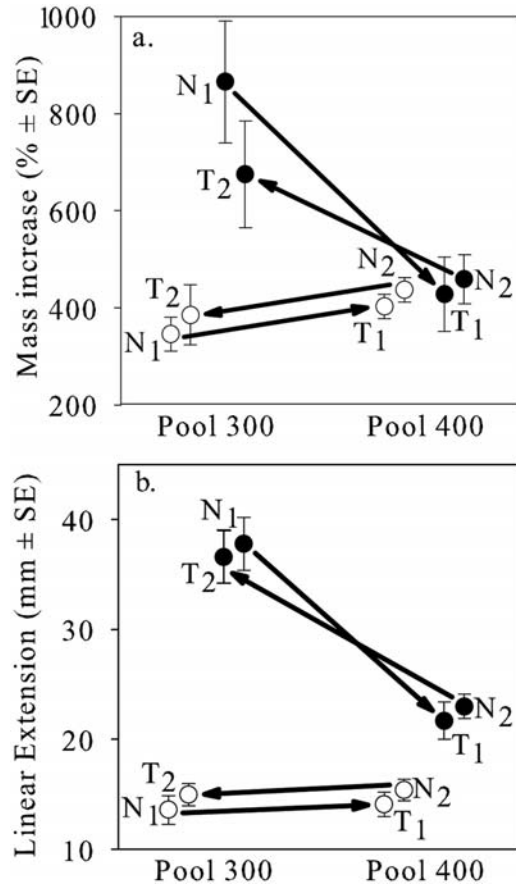 a.
Mass increase (% ± SE)
1000
800
600
400
200
N1
T2
N2
N2
T2
T1
T1
N1
Pool 300 Pool 400
b.
Linear Extension (mm ± SE)
40
30
20
10
N1
T2
N2
T1
T2
N2
N1
T1
Pool 300 Pool 400